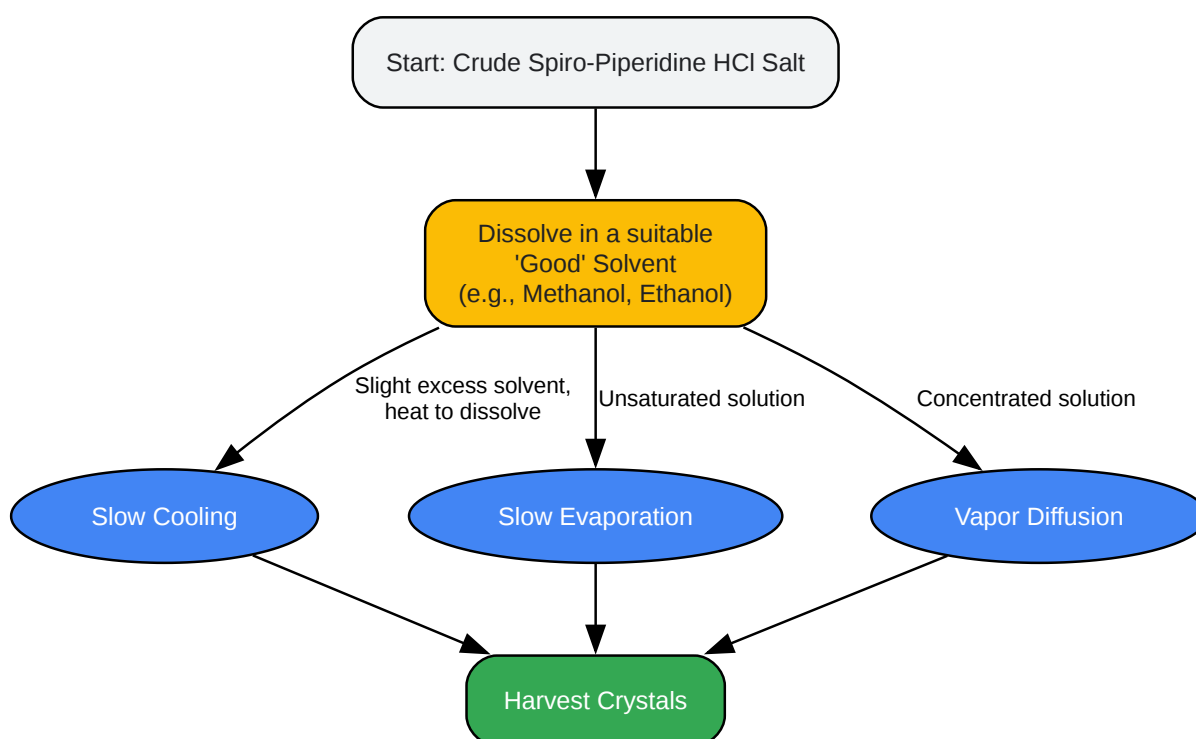 Start: Crude Spiro-Piperidine HCl Salt
Dissolve in a suitable
'Good' Solvent
(e.g., Methanol, Ethanol)
Slight excess solvent,
heat to dissolve
Unsaturated solution
Concentrated solution
Slow Cooling
Slow Evaporation
Vapor Diffusion
Harvest Crystals